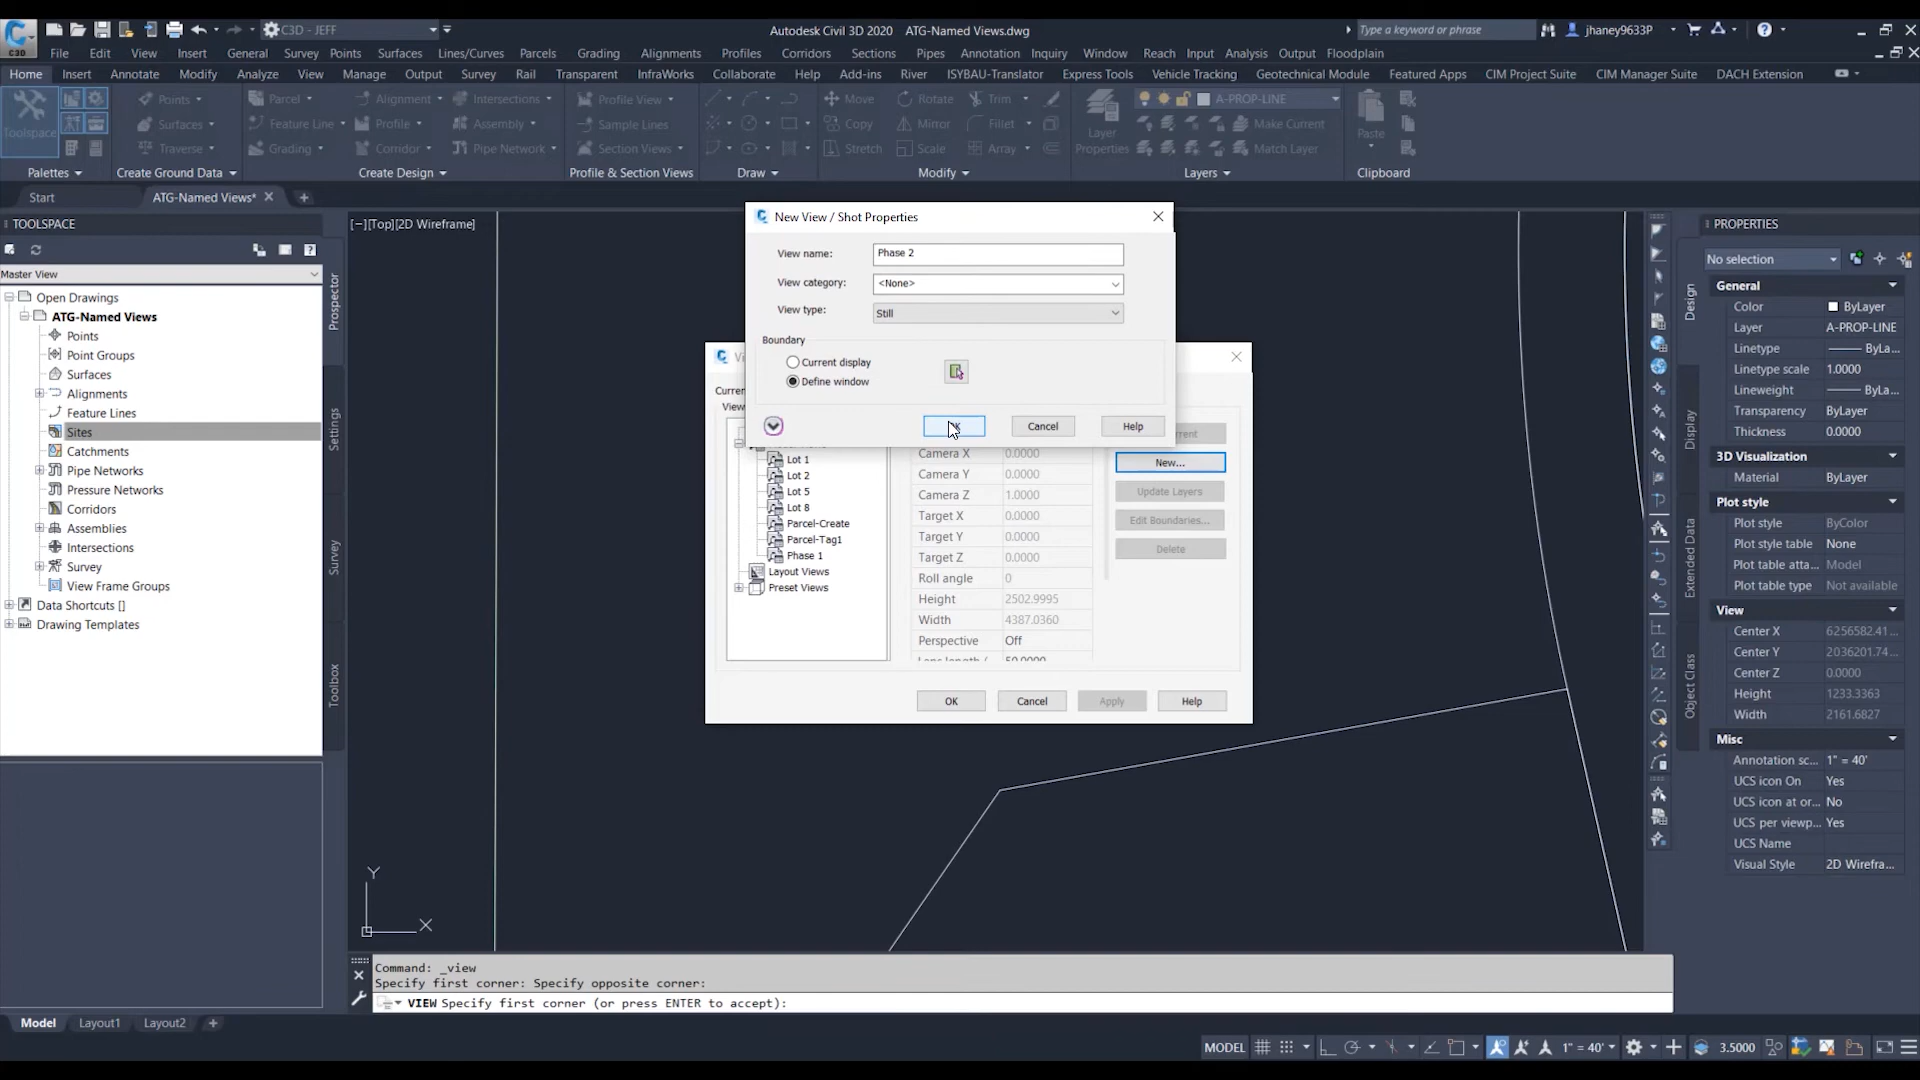 C3D - JEFF
Autodesk Civil 3D 2020 ATG-Named Views.dwg
Type a keyword or phrase
jhaney9633P
File Edit View Insert General Survey Points Surfaces Lines/Curves Parcels Grading Alignments Profiles Corridors Sections Pipes Annotation Inquiry Window Reach Input Analysis Output Floodplain
Home Insert Annotate Modify Analyze View Manage Output Survey Rail Transparent InfraWorks Collaborate Help Add-ins River ISYBAU-Translator Express Tools Vehicle Tracking Geotechnical Module Featured Apps CIM Project Suite CIM Manager Suite DACH Extension
Points Parcel Alignment Intersections Profile View Move Rotate Trim A-PROP-LINE
Toolspace Surfaces Feature Line Profile Assembly Sample Lines Copy Mirror Fillet Layer Properties Make Current Paste
Traverse Grading Corridor Pipe Network Section Views Stretch Scale Array Match Layer
Palettes Create Ground Data Create Design Profile & Section Views Draw Modify Layers Clipboard
Start ATG-Named Views*
TOOLSPACE
Master View
Open Drawings
ATG-Named Views
Points
Point Groups
Surfaces
Alignments
Feature Lines
Sites
Catchments
Pipe Networks
Pressure Networks
Corridors
Assemblies
Intersections
Survey
View Frame Groups
Data Shortcuts []
Drawing Templates
Prospector
Settings
Survey
Toolbox
[−][Top][2D Wireframe]
New View / Shot Properties
View name: Phase 2
View category: <None>
View type: Still
Boundary
Current display
Define window
Cancel
Help
Lot 1
Lot 2
Lot 5
Lot 8
Parcel-Create
Parcel-Tag1
Phase 1
Layout Views
Preset Views
Camera X 0.0000
Camera Y 0.0000
Camera Z 1.0000
Target X 0.0000
Target Y 0.0000
Target Z 0.0000
Roll angle 0
Height 2502.9995
Width 4387.0360
Perspective Off
New...
Update Layers
Edit Boundaries...
Delete
OK Cancel Apply Help
Y
X
Command: _view
Specify first corner: Specify opposite corner:
VIEW Specify first corner (or press ENTER to accept):
Model Layout1 Layout2
MODEL 1" = 40' 3.5000
PROPERTIES
No selection
Design
Display
Extended Data
Object Class
General
Color ByLayer
Layer A-PROP-LINE
Linetype ByLa...
Linetype scale 1.0000
Lineweight ByLa...
Transparency ByLayer
Thickness 0.0000
3D Visualization
Material ByLayer
Plot style
Plot style ByColor
Plot style table None
Plot table atta... Model
Plot table type Not available
View
Center X 6256582.41...
Center Y 2036201.74...
Center Z 0.0000
Height 1233.3363
Width 2161.6827
Misc
Annotation sc... 1" = 40'
UCS icon On Yes
UCS icon at or... No
UCS per viewp... Yes
UCS Name
Visual Style 2D Wirefra...